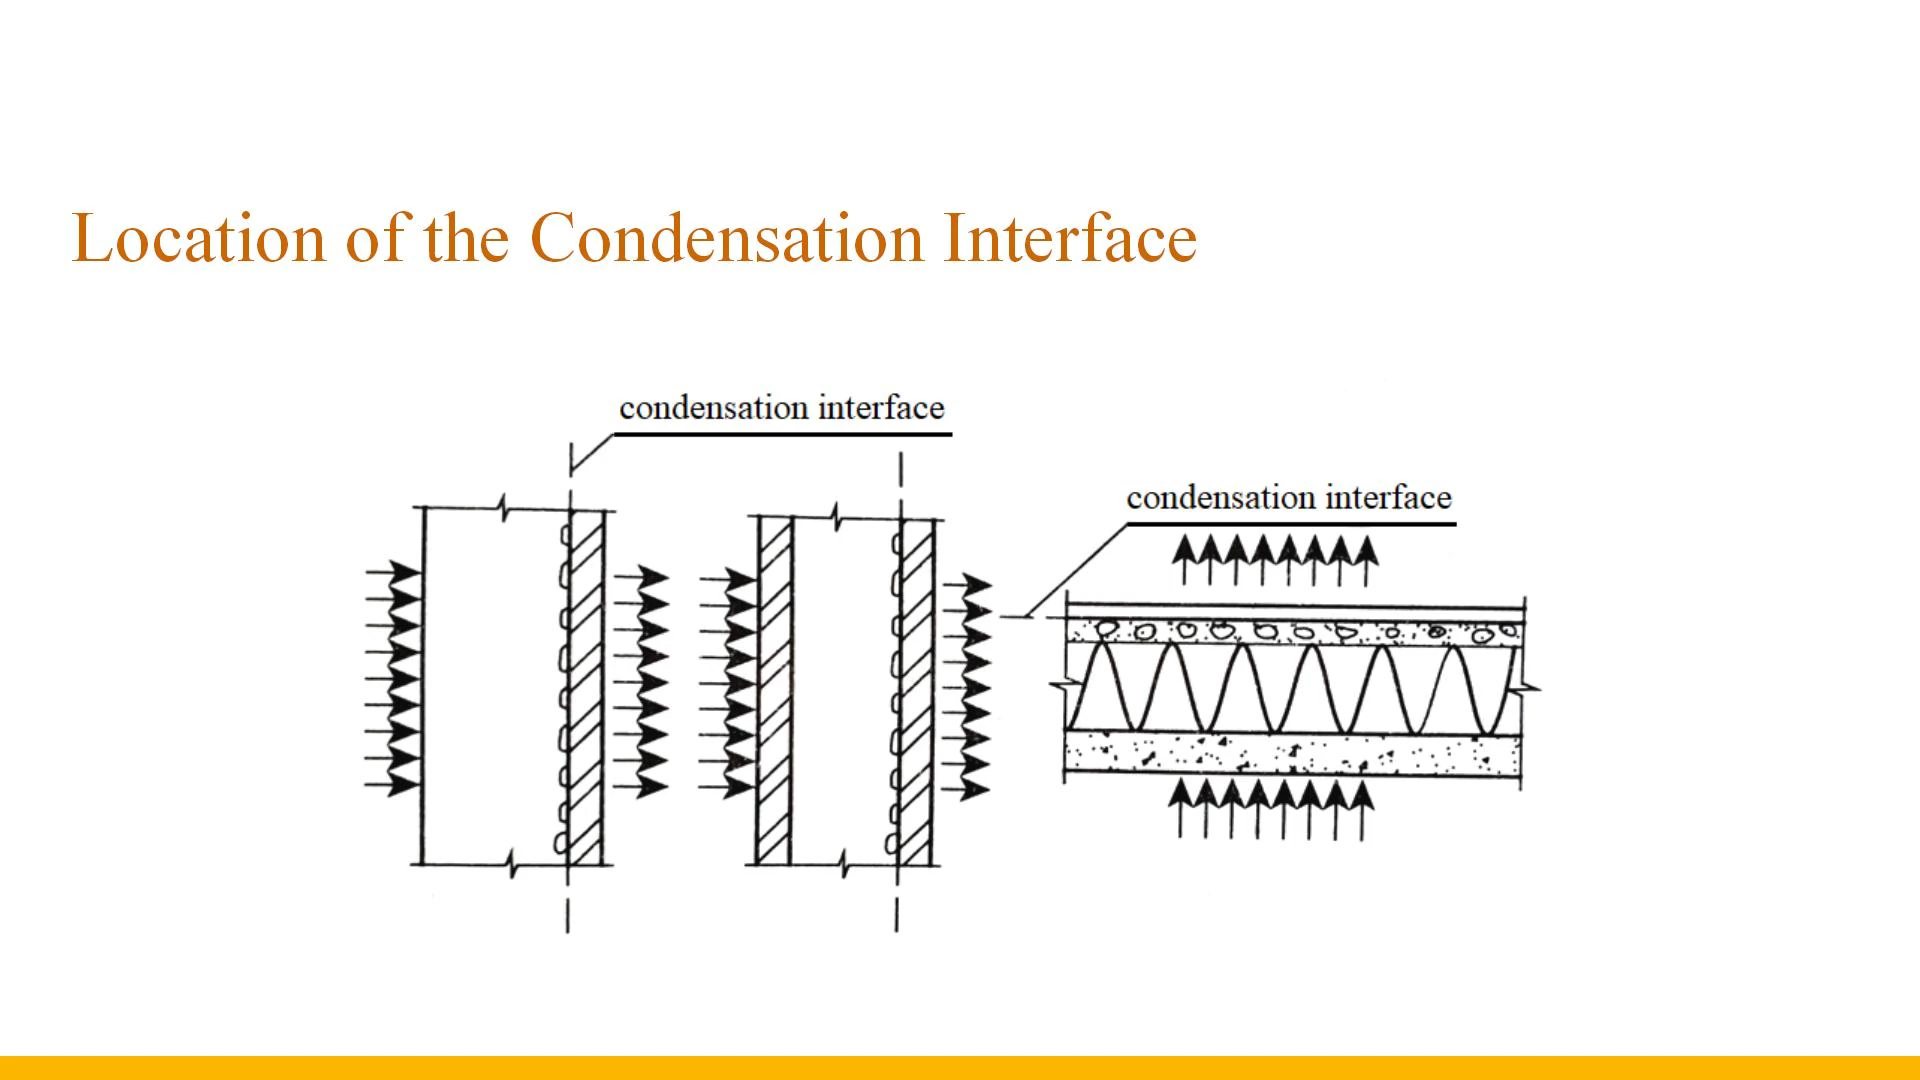 Location of the Condensation Interface
condensation interface
condensation interface